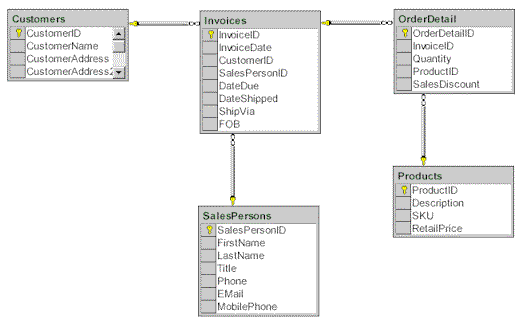 Customers
CustomerID
CustomerName
CustomerAddress
CustomerAddress2
Invoices
InvoiceID
InvoiceDate
CustomerID
SalesPersonID
DateDue
DateShipped
ShipVia
FOB
OrderDetail
OrderDetailID
InvoiceID
Quantity
ProductID
SalesDiscount
Products
ProductID
Description
SKU
RetailPrice
SalesPersons
SalesPersonID
FirstName
LastName
Title
Phone
EMail
MobilePhone